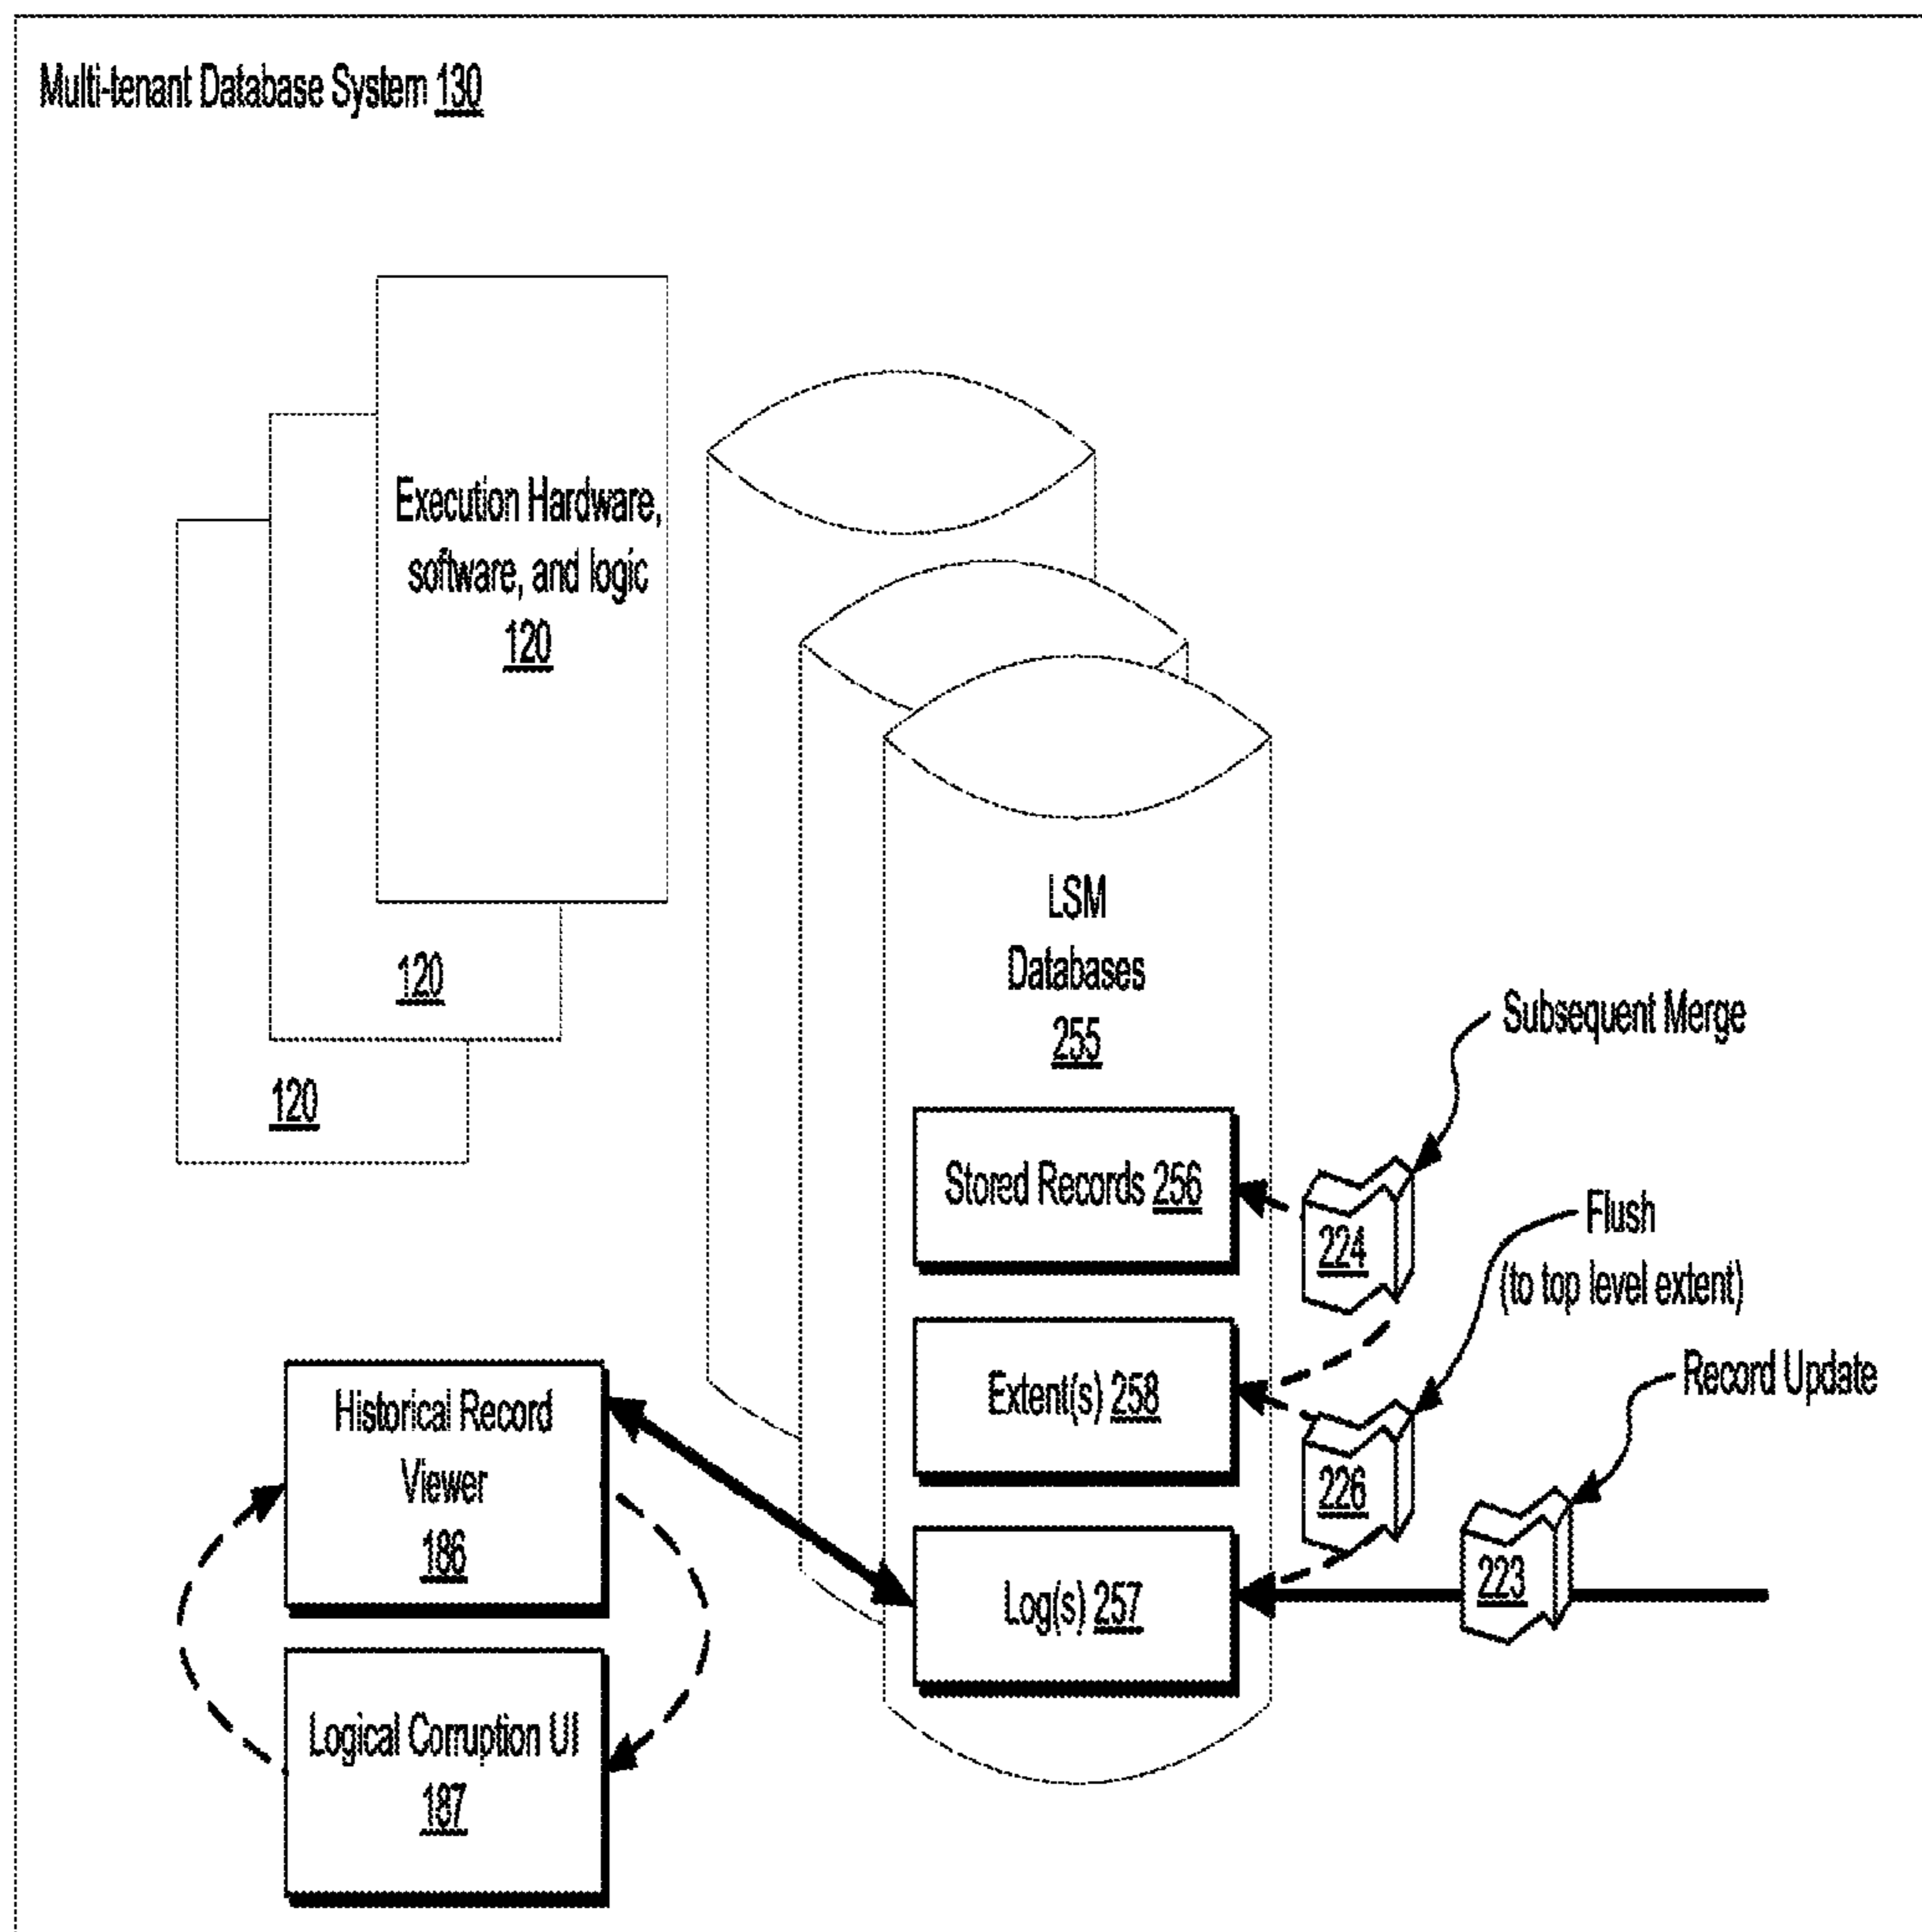 Multi-tenant Database System 130
Execution Hardware,
software, and logic
120
120
120
LSM
Databases
255
Stored Records 256
Extent(s) 258
Log(s) 257
Subsequent Merge
224
Flush
(to top level extent)
226
Record Update
223
Historical Record
Viewer
186
Logical Corruption UI
187